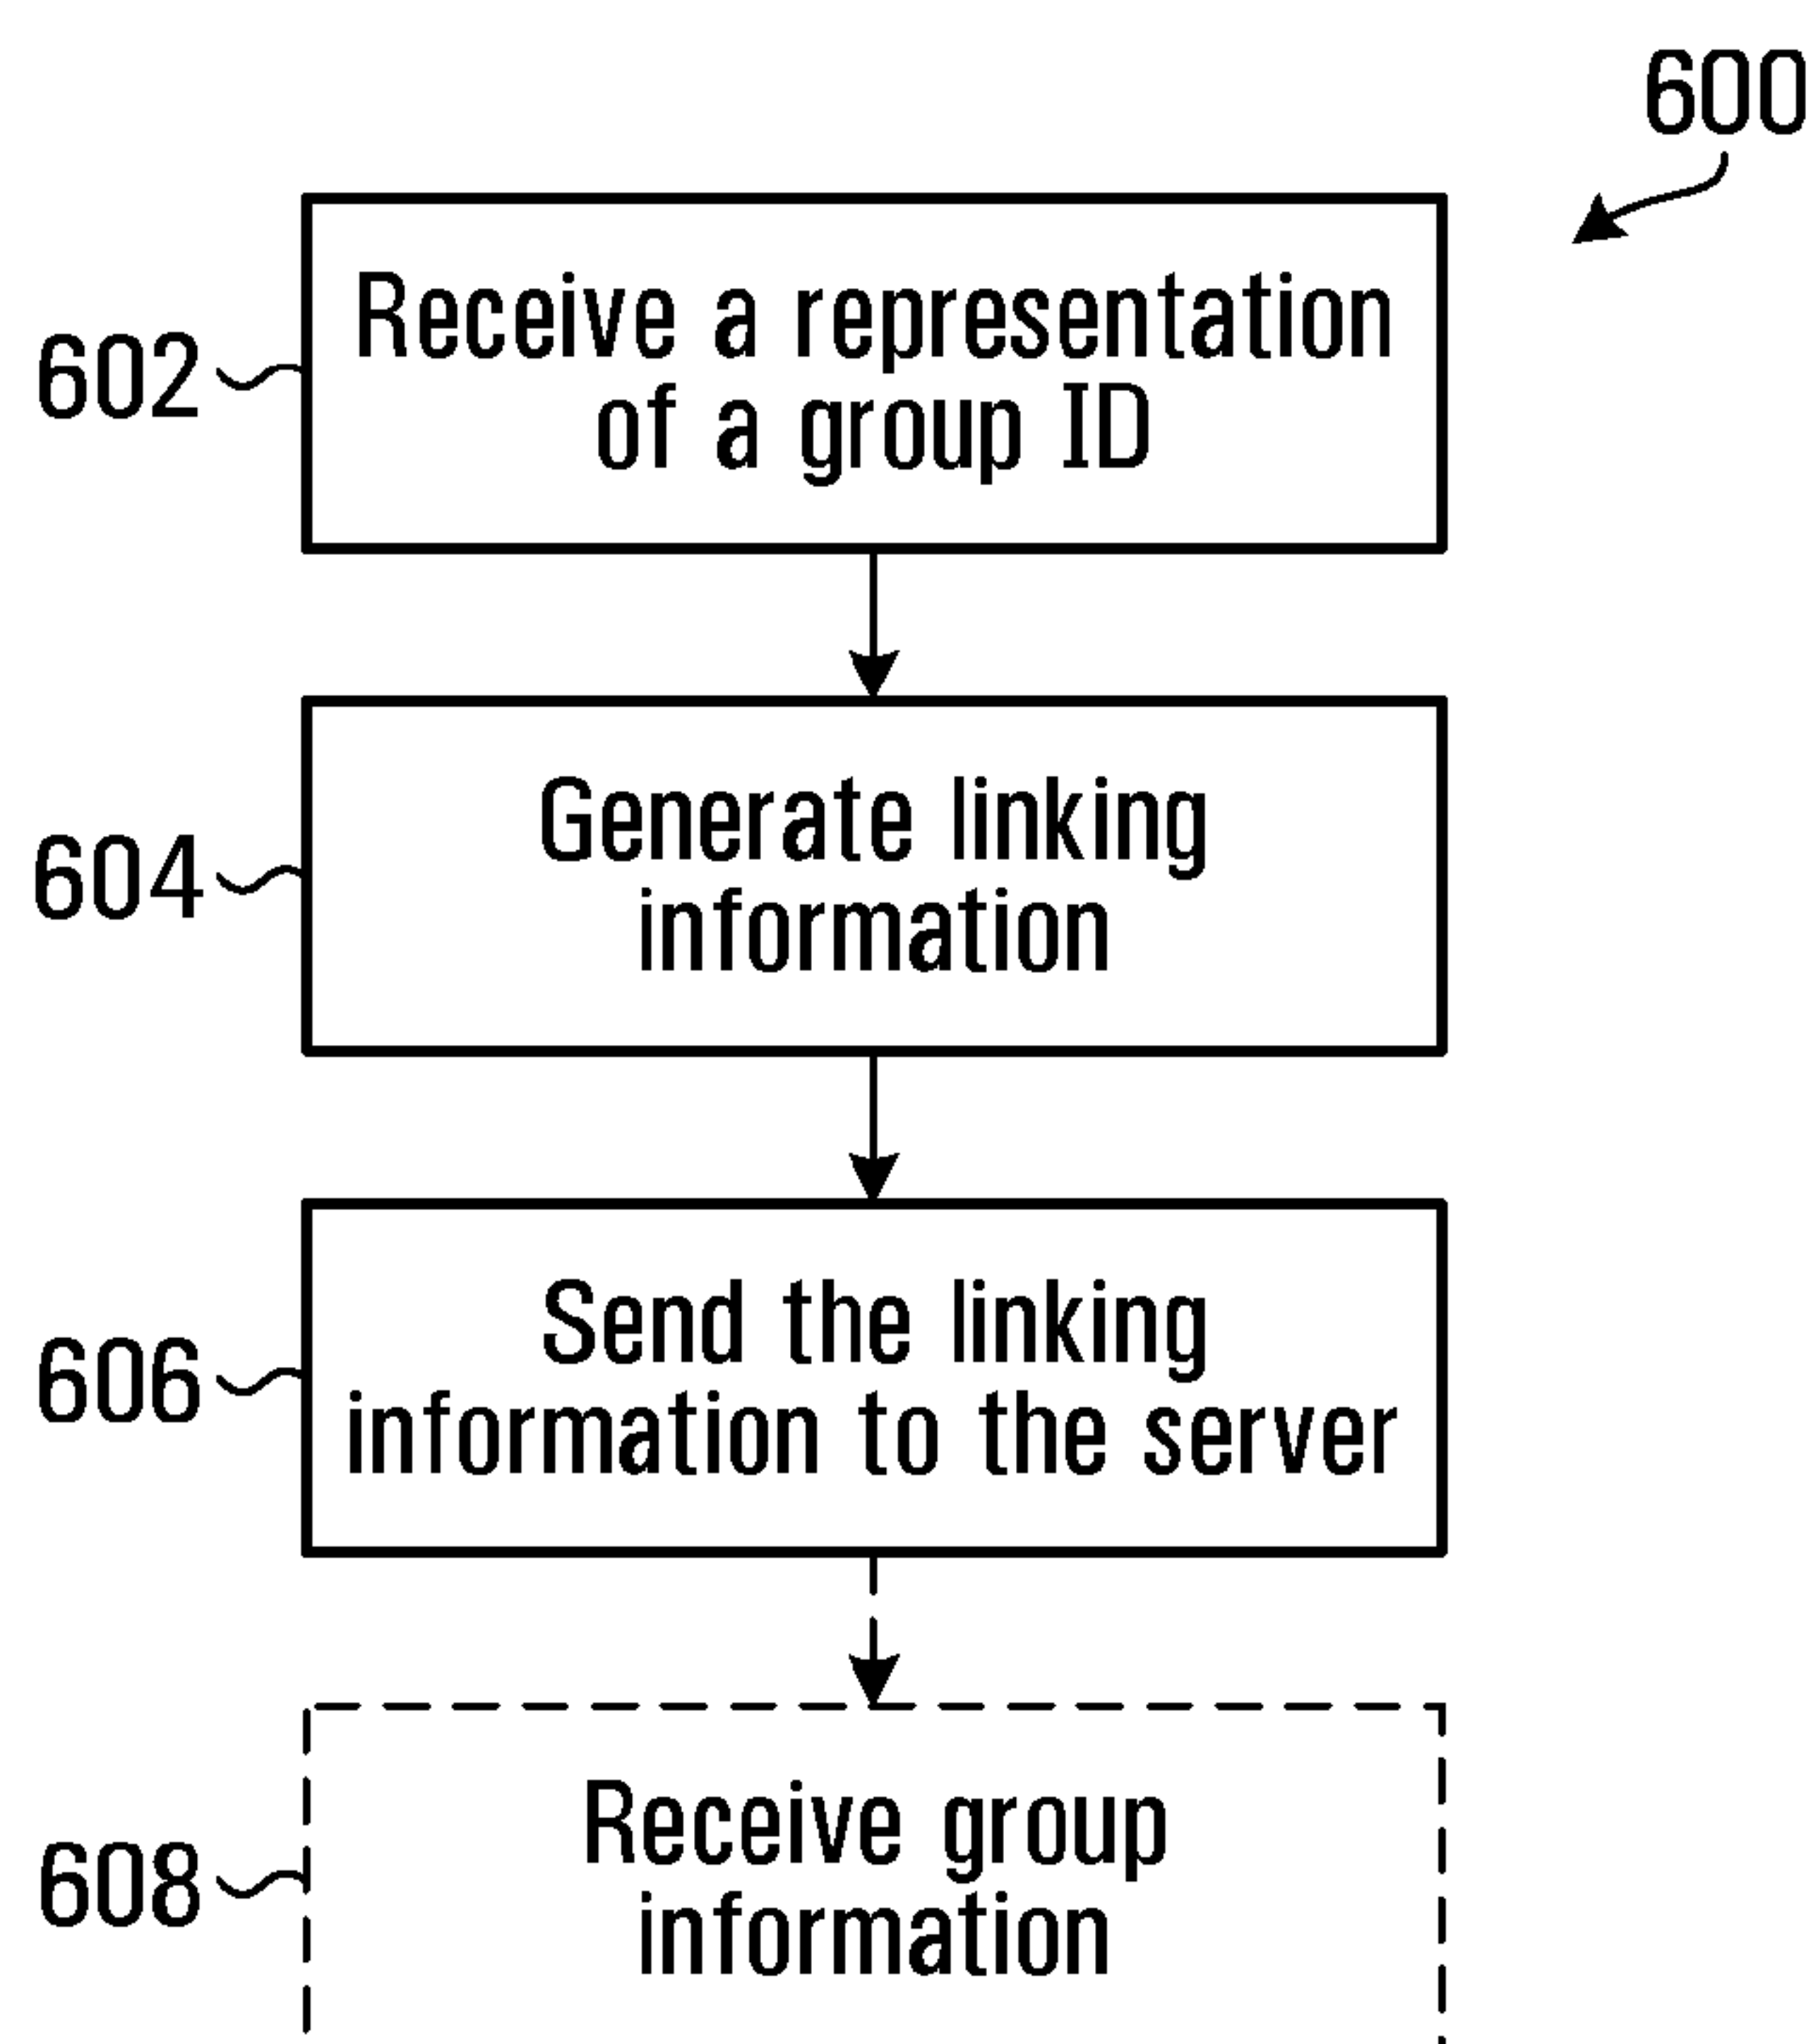 600
602
Receive a representation
of a group ID
604
Generate linking
information
606
Send the linking
information to the server
608
Receive group
information